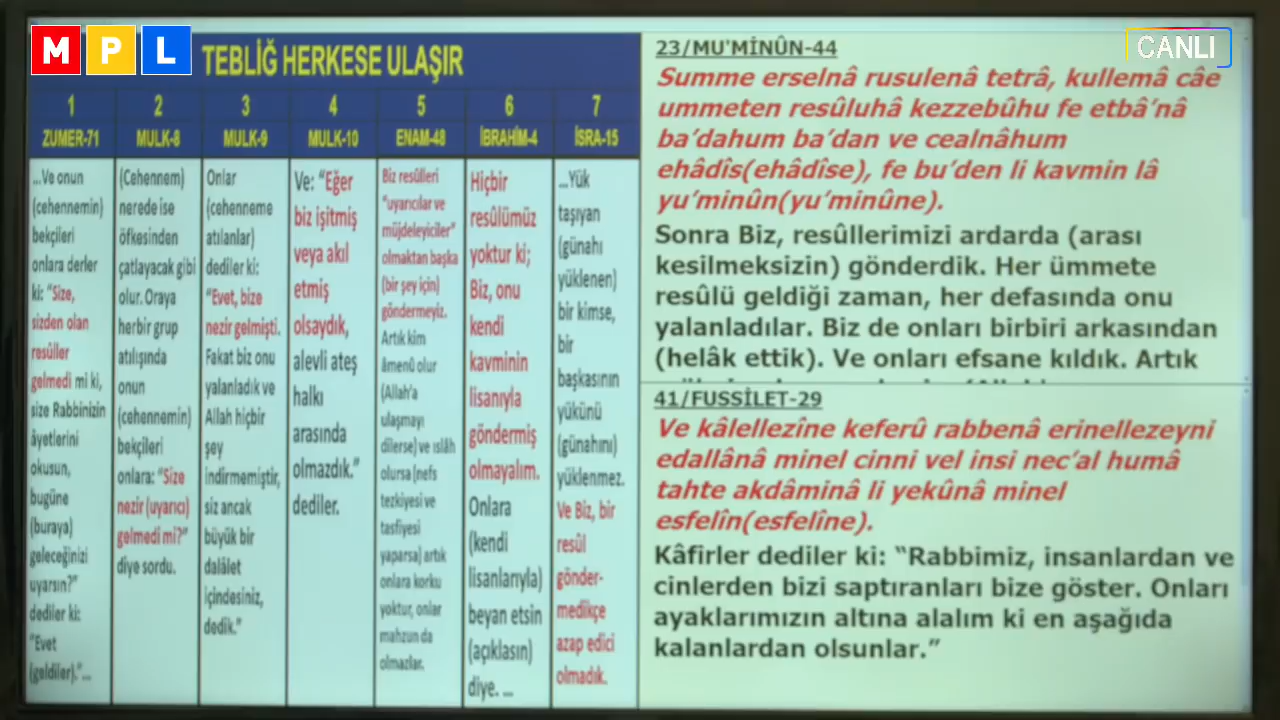 MPL
CANLI
TEBLİĞ HERKESE ULAŞIR
1
ZUMER-71
...Ve onun
(cehennemin)
bekçileri
onlara derler
ki: “Size,
sizden olan
resûller
gelmedi mi ki,
size Rabbinizin
âyetlerini
okusun,
bugüne
(buraya)
geleceğinizi
uyarsın?”
dediler ki:
“Evet
(geldiler).”...
2
MULK-8
(Cehennem)
nerede ise
öfkesinden
çatlayacak gibi
olur. Oraya
herbir grup
atılışında
onun
(cehennemin)
bekçileri
onlara: “Size
nezir (uyarıcı)
gelmedi mi?”
diye sordu.
3
MULK-9
Onlar
(cehenneme
atılanlar)
dediler ki:
“Evet, bize
nezir gelmişti.
Fakat biz onu
yalanladık ve
Allah hiçbir
şey
indirmemiştir,
siz ancak
büyük bir
dalâlet
içindesiniz,
dedik.”
4
MULK-10
Ve: “Eğer
biz işitmiş
veya akıl
etmiş
olsaydık,
alevli ateş
halkı
arasında
olmazdık.”
dediler.
5
ENAM-48
Biz resûlleri
“uyarıcılar ve
müjdeleyiciler”
olmaktan başka
(bir şey için)
göndermeyiz.
Artık kim
âmenû olur
(Allah’a
ulaşmayı
dilerse) ve ıslâh
olursa (nefs
tezkiyesi ve
tasfiyesi
yaparsa) artık
onlara korku
yoktur, onlar
mahzun da
olmazlar.
6
İBRAHİM-4
Hiçbir
resûlümüz
yoktur ki;
Biz, onu
kendi
kavminin
lisanıyla
göndermiş
olmayalım.
Onlara
(kendi
lisanlarıyla)
beyan etsin
(açıklasın)
diye. ...
7
İSRA-15
...Yük
taşıyan
(günahı
yüklenen)
bir kimse,
bir
başkasının
yükünü
(günahını)
yüklenmez.
Ve Biz, bir
resûl
gönder-
medikçe
azap edici
olmadık.
23/MU'MİNÛN-44
Summe erselnâ rusulenâ tetrâ, kullemâ câe
ummeten resûluhâ kezzebûhu fe etbâ’nâ
ba’dahum ba’dan ve cealnâhum
ehâdîs(ehâdîse), fe bu’den li kavmin lâ
yu’minûn(yu’minûne).
Sonra Biz, resûllerimizi ardarda (arası
kesilmeksizin) gönderdik. Her ümmete
resûlü geldiği zaman, her defasında onu
yalanladılar. Biz de onları birbiri arkasından
(helâk ettik). Ve onları efsane kıldık. Artık
41/FUSSİLET-29
Ve kâlellezîne keferû rabbenâ erinellezeyni
edallânâ minel cinni vel insi nec’al humâ
tahte akdâminâ li yekûnâ minel
esfelîn(esfelîne).
Kâfirler dediler ki: “Rabbimiz, insanlardan ve
cinlerden bizi saptıranları bize göster. Onları
ayaklarımızın altına alalım ki en aşağıda
kalanlardan olsunlar.”